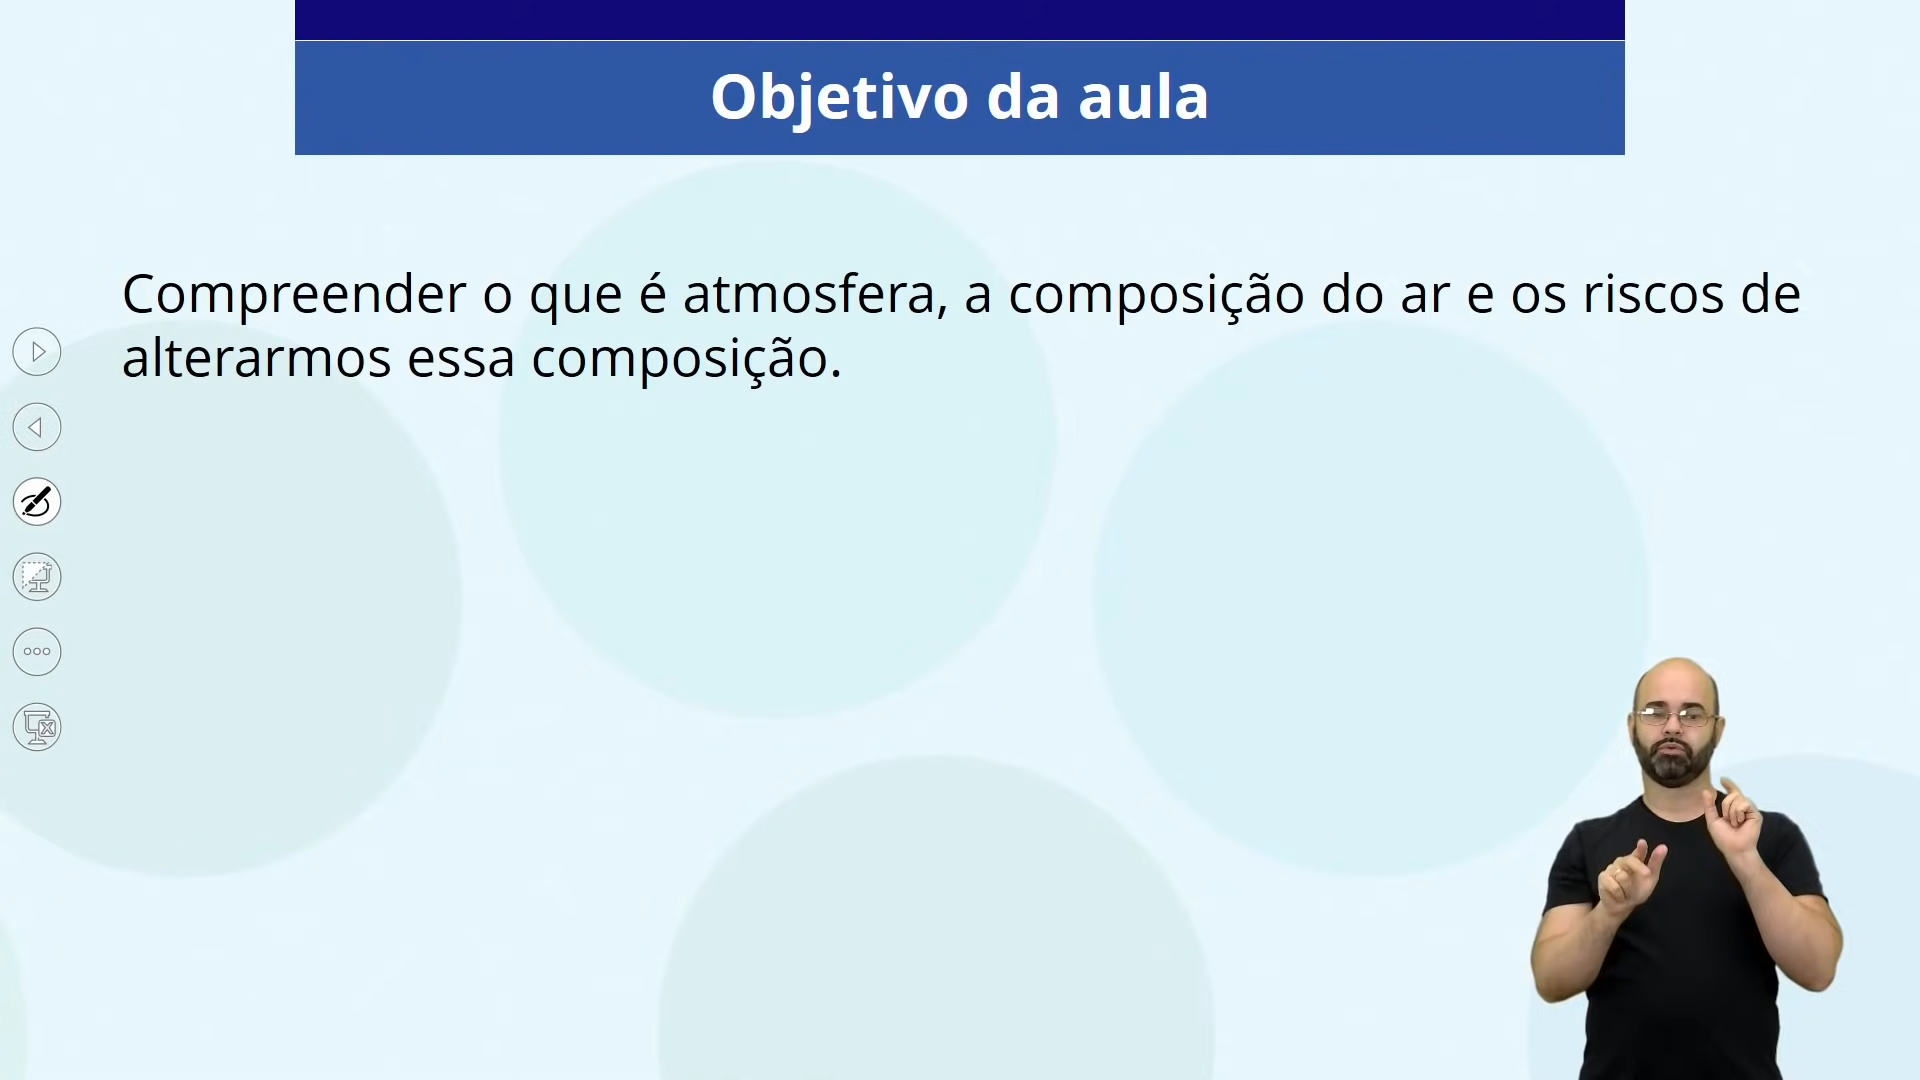 Objetivo da aula
Compreender o que é atmosfera, a composição do ar e os riscos de
alterarmos essa composição.